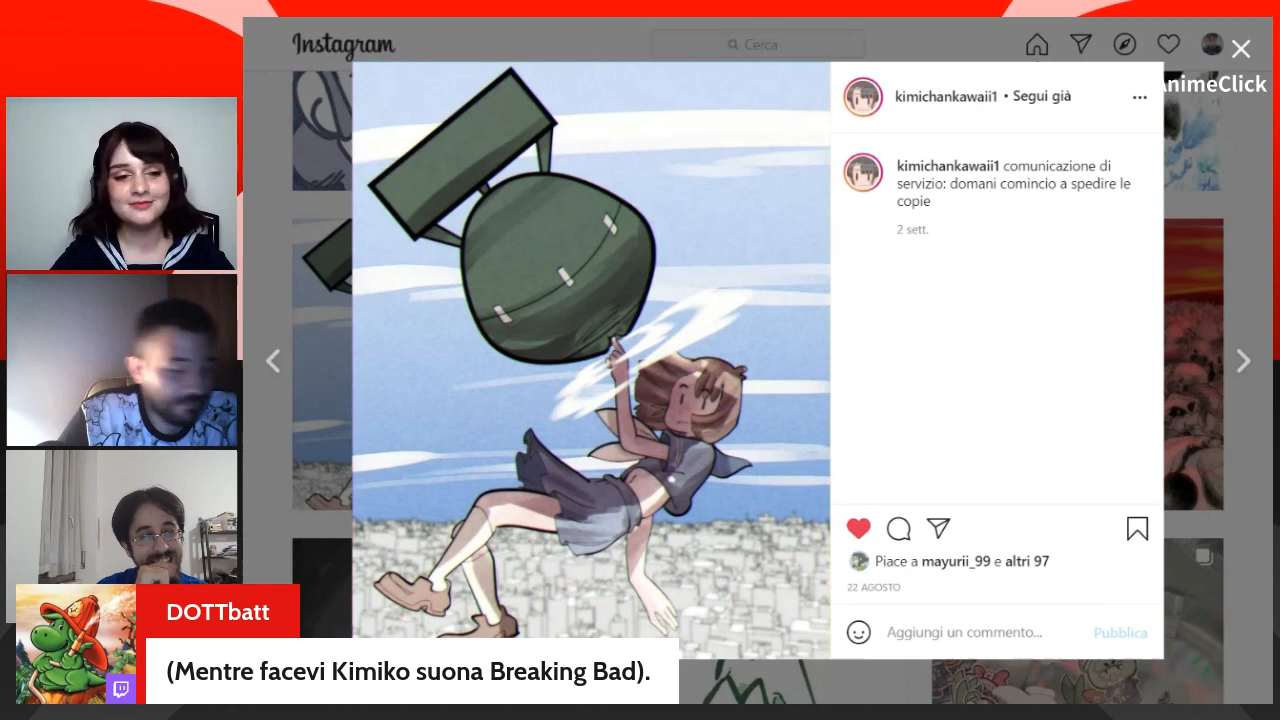 Instagram
Cerca
AnimeClick
kimichankawaii1 • Segui già
kimichankawaii1 comunicazione di
servizio: domani comincio a spedire le
copie
2 sett.
Piace a mayurii_99 e altri 97
22 AGOSTO
Aggiungi un commento...
Pubblica
DOTTbatt
(Mentre facevi Kimiko suona Breaking Bad).